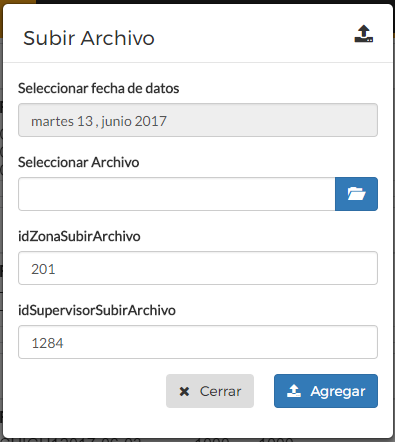 Subir Archivo
Seleccionar fecha de datos
martes 13 , junio 2017
Seleccionar Archivo
idZonaSubirArchivo
201
idSupervisorSubirArchivo
1284
Cerrar Agregar